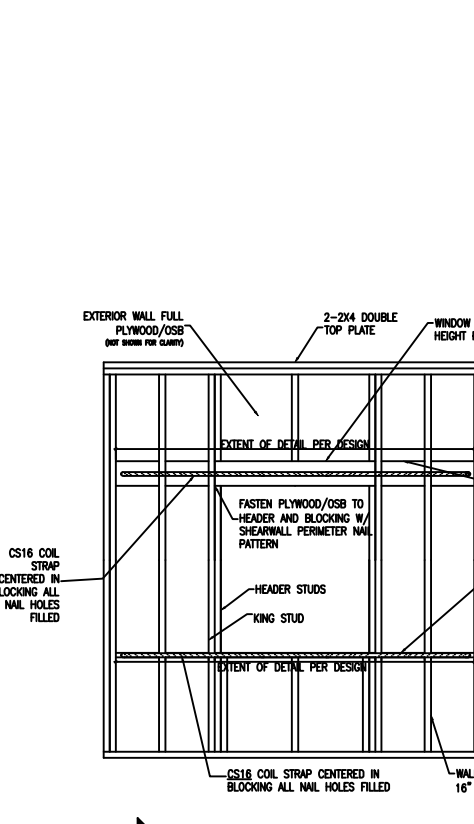 EXTERIOR WALL FULL
PLYWOOD/OSB
(NOT SHOWN FOR CLARITY)
2-2X4 DOUBLE
TOP PLATE
WINDOW
HEIGHT
EXTENT OF DETAIL PER DESIGN
FASTEN PLYWOOD/OSB TO
HEADER AND BLOCKING W/
SHEARWALL PERIMETER NAIL
PATTERN
CS16 COIL
STRAP
CENTERED IN
BLOCKING ALL
NAIL HOLES
FILLED
HEADER STUDS
KING STUD
EXTENT OF DETAIL PER DESIGN
CS16 COIL STRAP CENTERED IN
BLOCKING ALL NAIL HOLES FILLED
WAL
16"